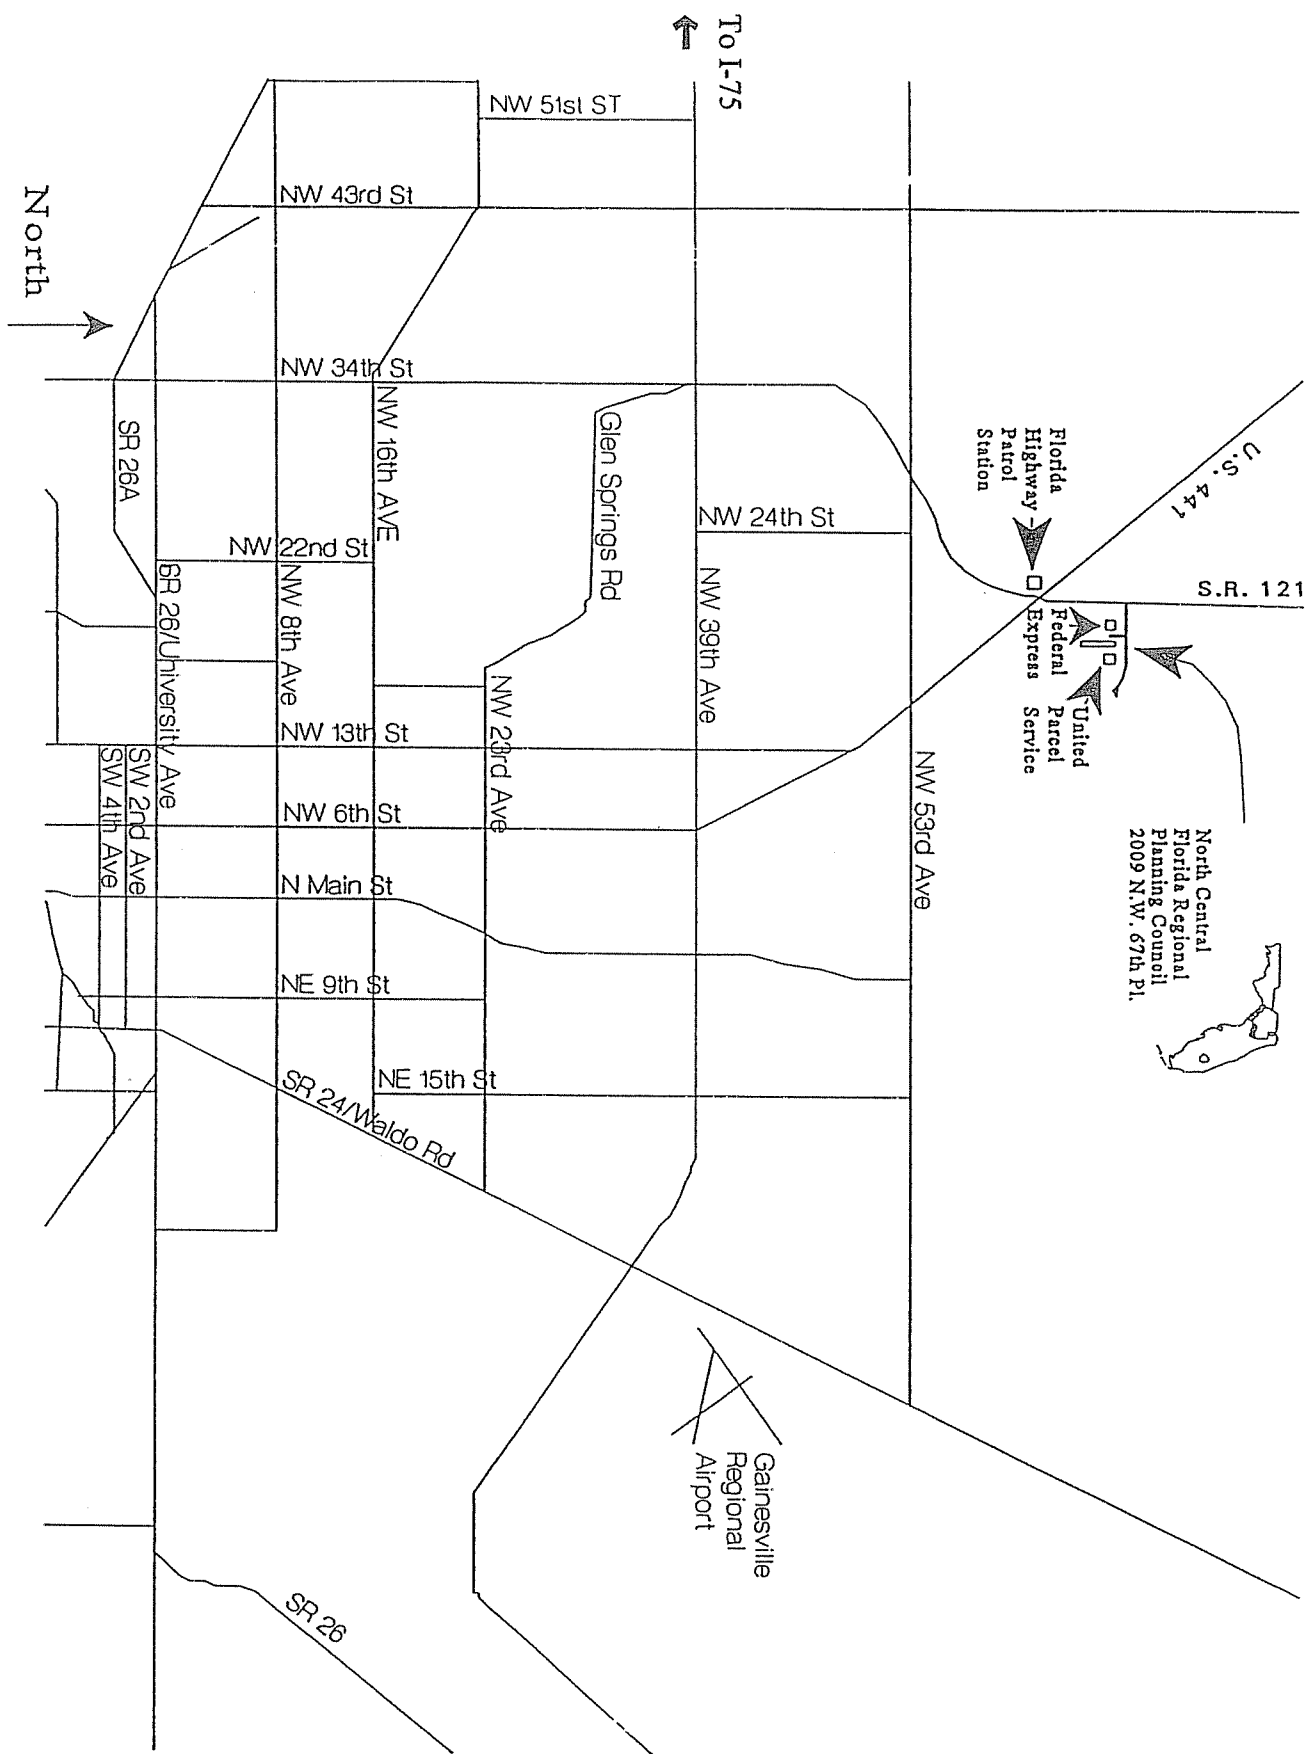 To I-75
North
NW 51st ST
NW 43rd St
NW 34th St
SR 26A
NW 16th AVE
Glen Springs Rd
NW 24th St
NW 22nd St
SR 26/University Ave
NW 8th Ave
NW 39th Ave
NW 23rd Ave
NW 13th St
SW 2nd Ave
SW 4th Ave
NW 6th St
NW 53rd Ave
N Main St
NE 9th St
NE 15th St
SR 24/Waldo Rd
SR 26
U.S. 441
S.R. 121
Florida
Highway
Patrol
Station
Federal
Express
United
Parcel
Service
North Central
Florida Regional
Planning Council
2009 N.W. 67th Pl.
Gainesville
Regional
Airport